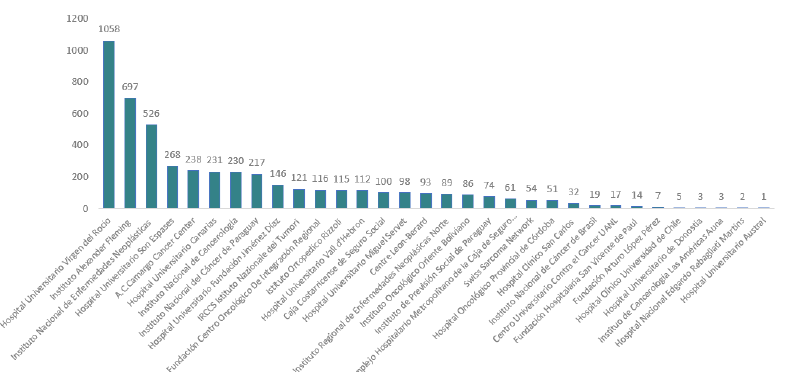 1200
1000
800
600
400
200
0
1058
697
526
268
238
231
230
217
146
121
116
115
112
100
98
93
89
86
74
61
54
51
32
19
17
14
7
5
3
3
2
1
Hospital Universitario Virgen del Rocio
Instituto Alexander Fleming
Instituto Nacional de Enfermedades Neoplásticas
Hospital Universitario Son Espases
A.C.Camargo Cancer Center
Hospital Universitario Canarias
Instituto Nacional de Cancerología
Instituto Nacional del Cáncer de Paraguay
Hospital Universitario Fundación Jiménez Díaz
IRCCS Istituto Nazionale dei Tumori
Fundación Centro Oncológico De Integración Regional
Istituto Ortopedico Rizzoli
Hospital Universitario Vall d'Hebron
Caja Costarricense de Seguro Social
Hospital Universitario Miguel Servet
Centre Leon Berard
Instituto Regional de Enfermedades Neoplásicas Norte
Instituto Oncológico Oriente Boliviano
Instituto de Previsión Social de Paraguay
Hospitalario Metropolitano de la Caja de Seguro...
Swiss Sarcoma Network
Hospital Oncológico Provincia de Córdoba
Hospital Clínico San Carlos
Instituto Nacional de Câncer de Brasil
Centro Universitario Contra el Cancer UANL
Fundación Hospitalaria San Vicente de Paul
Fundación Arturo López Pérez
Hospital Clínico Universidad de Chile
Hospital Universitario de Donostia
Instituto de Cancerología Las Américas Auna
Hospital Nacional Edgardo Rebagliati Martins
Hospital Universitario Austral